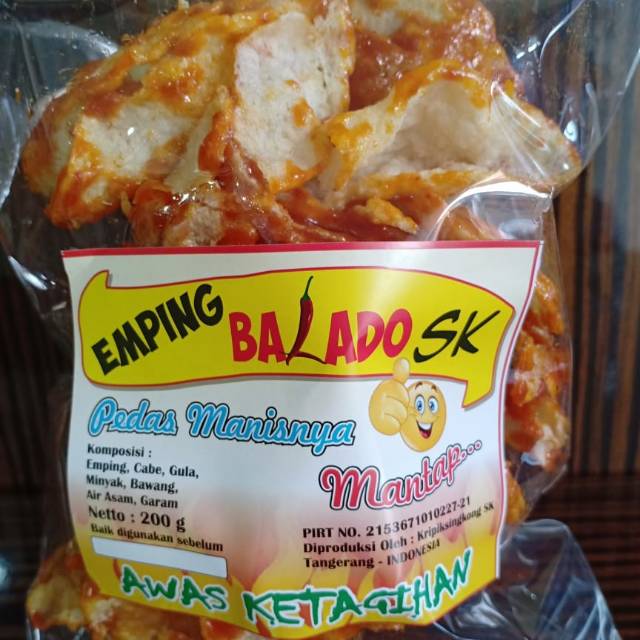 EMPING BALADO SK
Pedas Manisnya
Mantap...
Komposisi :
Emping, Cabe, Gula,
Minyak, Bawang,
Air Asam, Garam
Netto : 200 g
Baik digunakan sebelum
PIRT NO. 2153671010227-21
Diproduksi Oleh : Kripiksingkong SK
Tangerang - INDONESIA
AWAS KETAGIHAN